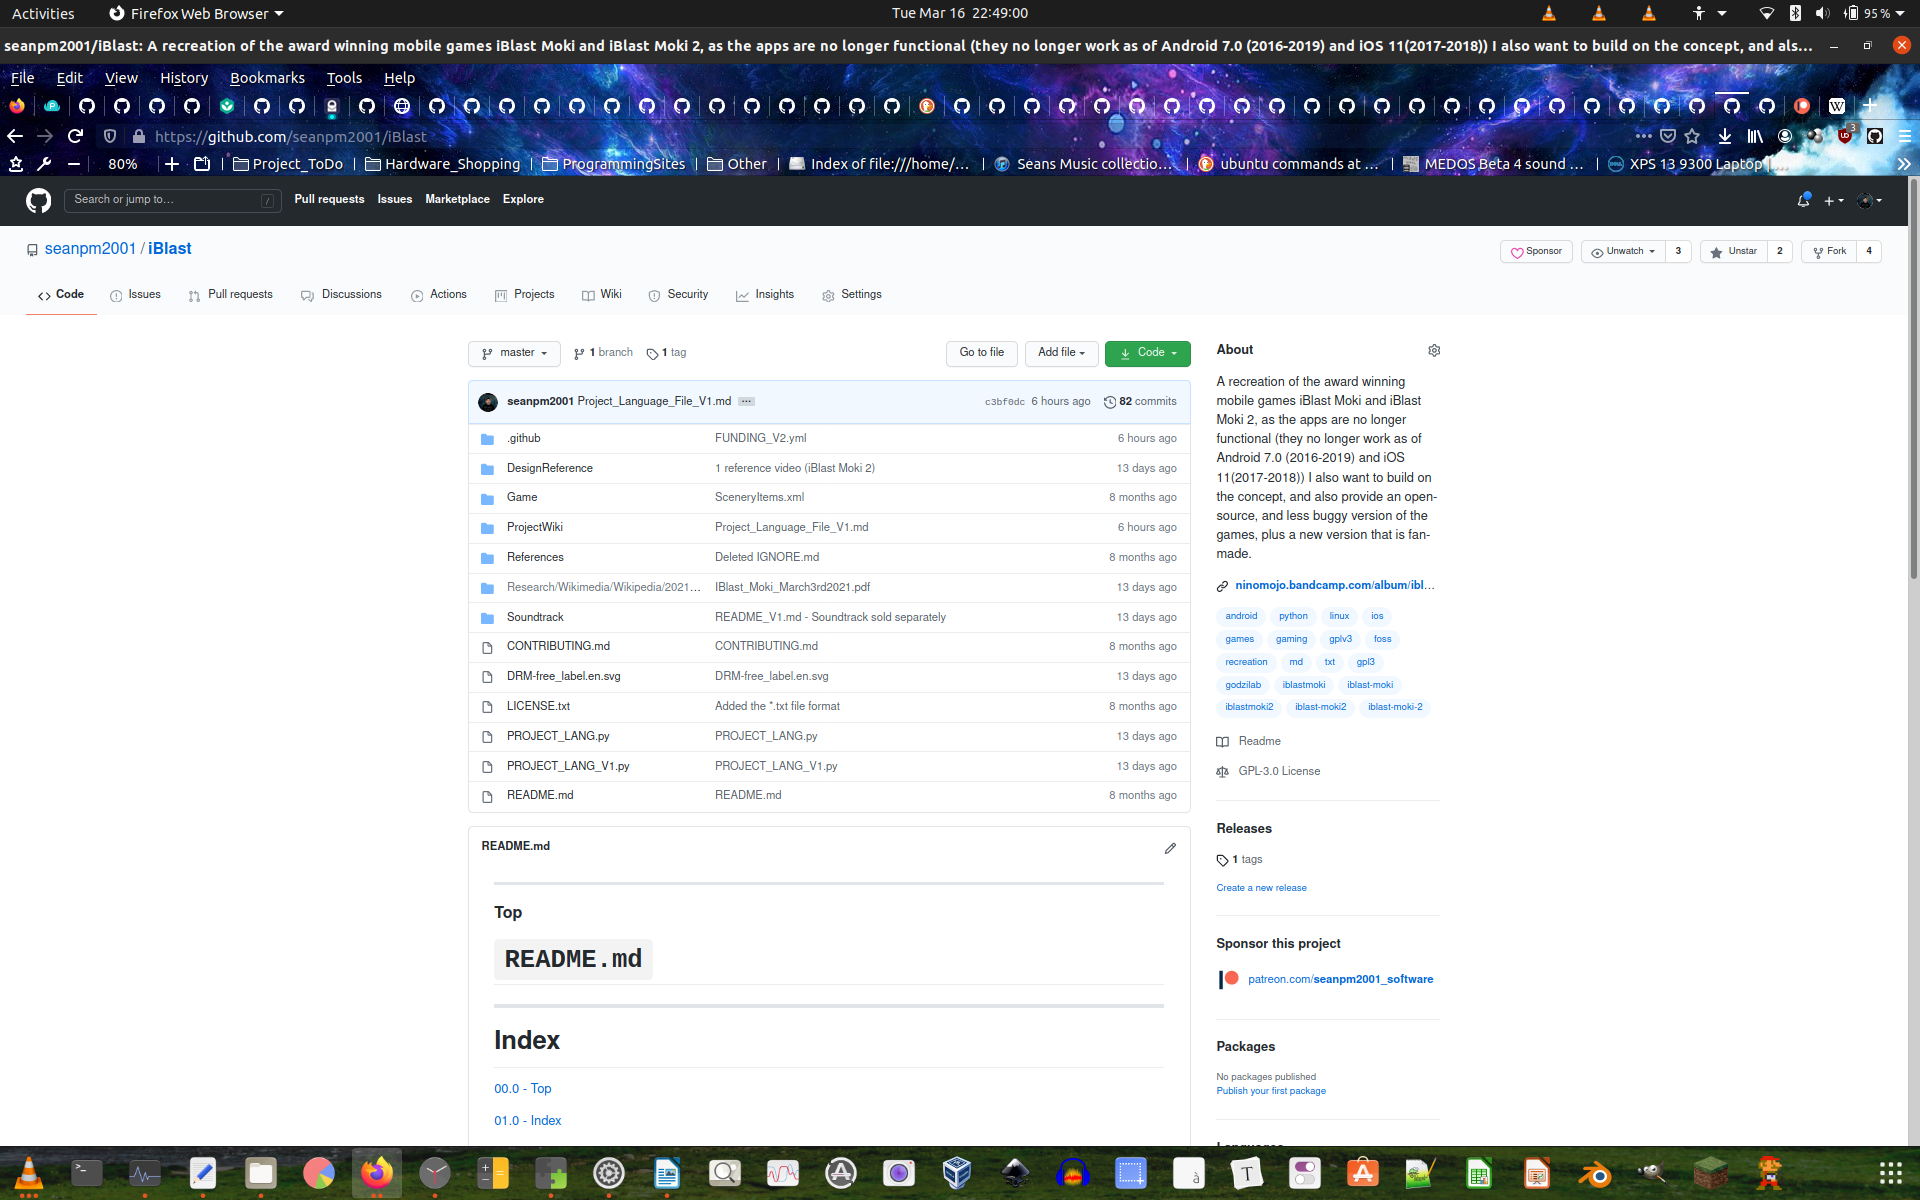 Activities
Firefox Web Browser
Tue Mar 16 22:49:00
95 %
seanpm2001/iBlast: A recreation of the award winning mobile games iBlast Moki and iBlast Moki 2, as the apps are no longer functional (they no longer work as of Android 7.0 (2016-2019) and iOS 11(2017-2018)) I also want to build on the concept, and als…
File Edit View History Bookmarks Tools Help
https://github.com/seanpm2001/iBlast
3
80%
Project_ToDo
Hardware_Shopping
ProgrammingSites
Other
Index of file:///home/…
Seans Music collectio…
ubuntu commands at …
MEDOS Beta 4 sound …
XPS 13 9300 Laptop |…
Search or jump to…
/
Pull requests Issues Marketplace Explore
seanpm2001 / iBlast
Sponsor
Unwatch 3
Unstar 2
Fork 4
Code Issues Pull requests Discussions Actions Projects Wiki Security Insights Settings
master 1 branch 1 tag
Go to file Add file Code
seanpm2001 Project_Language_File_V1.md … c3bf0dc 6 hours ago 82 commits
.github FUNDING_V2.yml 6 hours ago
DesignReference 1 reference video (iBlast Moki 2) 13 days ago
Game SceneryItems.xml 8 months ago
ProjectWiki Project_Language_File_V1.md 6 hours ago
References Deleted IGNORE.md 8 months ago
Research/Wikimedia/Wikipedia/2021… IBlast_Moki_March3rd2021.pdf 13 days ago
Soundtrack README_V1.md - Soundtrack sold separately 13 days ago
CONTRIBUTING.md CONTRIBUTING.md 8 months ago
DRM-free_label.en.svg DRM-free_label.en.svg 13 days ago
LICENSE.txt Added the *.txt file format 8 months ago
PROJECT_LANG.py PROJECT_LANG.py 13 days ago
PROJECT_LANG_V1.py PROJECT_LANG_V1.py 13 days ago
README.md README.md 8 months ago
README.md
Top
README.md
Index
00.0 - Top
01.0 - Index
About
A recreation of the award winning
mobile games iBlast Moki and iBlast
Moki 2, as the apps are no longer
functional (they no longer work as of
Android 7.0 (2016-2019) and iOS
11(2017-2018)) I also want to build on
the concept, and also provide an open-
source, and less buggy version of the
games, plus a new version that is fan-
made.
ninomojo.bandcamp.com/album/ibl…
android python linux ios
games gaming gplv3 foss
recreation md txt gpl3
godzilab iblastmoki iblast-moki
iblastmoki2 iblast-moki2 iblast-moki-2
Readme
GPL-3.0 License
Releases
1 tags
Create a new release
Sponsor this project
patreon.com/seanpm2001_software
Packages
No packages published
Publish your first package
Languages